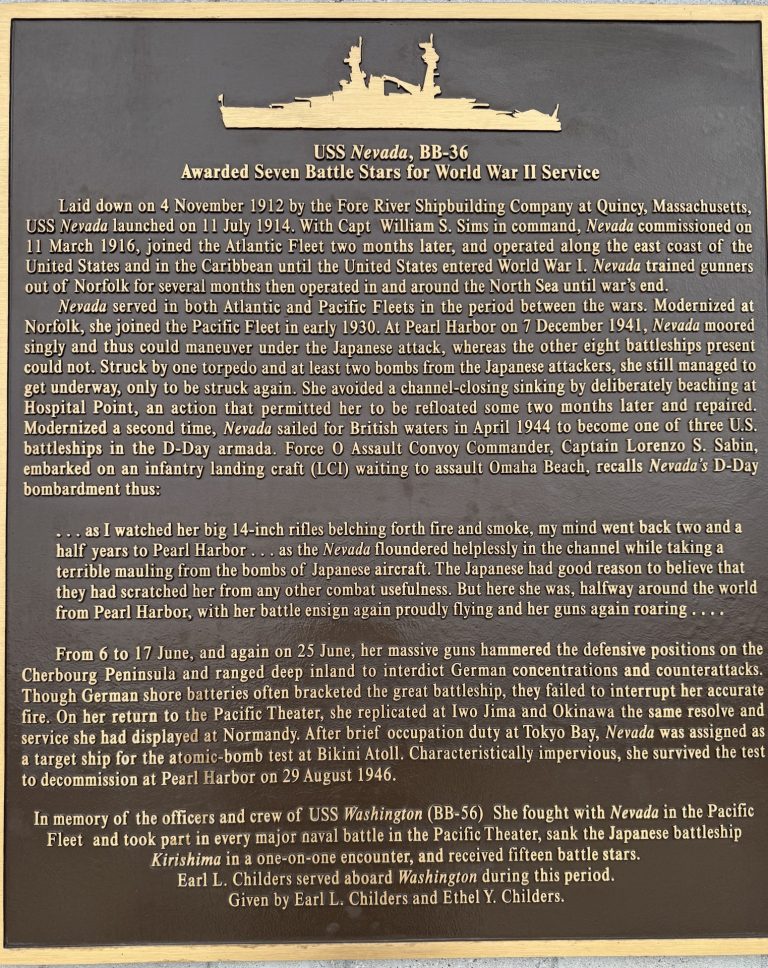 USS Nevada, BB-36
Awarded Seven Battle Stars for World War II Service
Laid down on 4 November 1912 by the Fore River Shipbuilding Company at Quincy, Massachusetts,
USS Nevada launched on 11 July 1914. With Capt William S. Sims in command, Nevada commissioned on
11 March 1916, joined the Atlantic Fleet two months later, and operated along the east coast of the
United States and in the Caribbean until the United States entered World War I. Nevada trained gunners
out of Norfolk for several months then operated in and around the North Sea until war's end.
Nevada served in both Atlantic and Pacific Fleets in the period between the wars. Modernized at
Norfolk, she joined the Pacific Fleet in early 1930. At Pearl Harbor on 7 December 1941, Nevada moored
singly and thus could maneuver under the Japanese attack, whereas the other eight battleships present
could not. Struck by one torpedo and at least two bombs from the Japanese attackers, she still managed to
get underway, only to be struck again. She avoided a channel-closing sinking by deliberately beaching at
Hospital Point, an action that permitted her to be refloated some two months later and repaired.
Modernized a second time, Nevada sailed for British waters in April 1944 to become one of three U.S.
battleships in the D-Day armada. Force O Assault Convoy Commander, Captain Lorenzo S. Sabin,
embarked on an infantry landing craft (LCI) waiting to assault Omaha Beach, recalls Nevada's D-Day
bombardment thus:
. . . as I watched her big 14-inch rifles belching forth fire and smoke, my mind went back two and a
half years to Pearl Harbor . . . as the Nevada floundered helplessly in the channel while taking a
terrible mauling from the bombs of Japanese aircraft. The Japanese had good reason to believe that
they had scratched her from any other combat usefulness. But here she was, halfway around the world
from Pearl Harbor, with her battle ensign again proudly flying and her guns again roaring . . . .
From 6 to 17 June, and again on 25 June, her massive guns hammered the defensive positions on the
Cherbourg Peninsula and ranged deep inland to interdict German concentrations and counterattacks.
Though German shore batteries often bracketed the great battleship, they failed to interrupt her accurate
fire. On her return to the Pacific Theater, she replicated at Iwo Jima and Okinawa the same resolve and
service she had displayed at Normandy. After brief occupation duty at Tokyo Bay, Nevada was assigned as
a target ship for the atomic-bomb test at Bikini Atoll. Characteristically impervious, she survived the test
to decommission at Pearl Harbor on 29 August 1946.
In memory of the officers and crew of USS Washington (BB-56) She fought with Nevada in the Pacific
Fleet and took part in every major naval battle in the Pacific Theater, sank the Japanese battleship
Kirishima in a one-on-one encounter, and received fifteen battle stars.
Earl L. Childers served aboard Washington during this period.
Given by Earl L. Childers and Ethel Y. Childers.